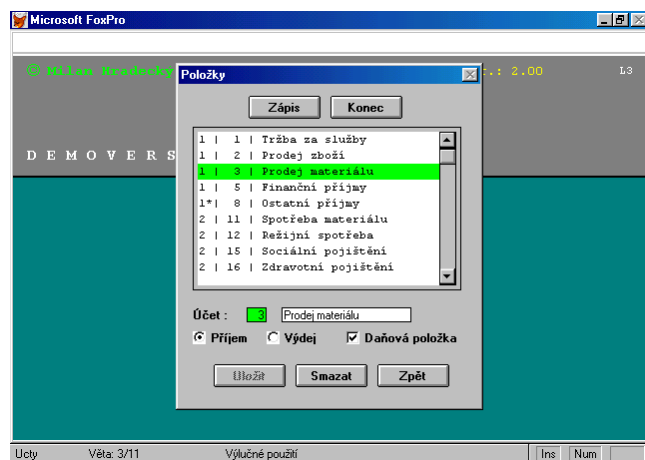 Microsoft FoxPro
© Milan Hradecký
.: 2.00
L3
D E M O V E R S
Položky
Zápis
Konec
1 | 1 | Tržba za služby
1 | 2 | Prodej zboží
1 | 3 | Prodej materiálu
1 | 5 | Finanční příjmy
1*| 8 | Ostatní příjmy
2 | 11 | Spotřeba materiálu
2 | 12 | Režijní spotřeba
2 | 15 | Sociální pojištění
2 | 16 | Zdravotní pojištění
Účet : 3 Prodej materiálu
Příjem Výdej Daňová položka
Uložit Smazat Zpět
Ucty Věta: 3/11 Výlučné použití Ins Num